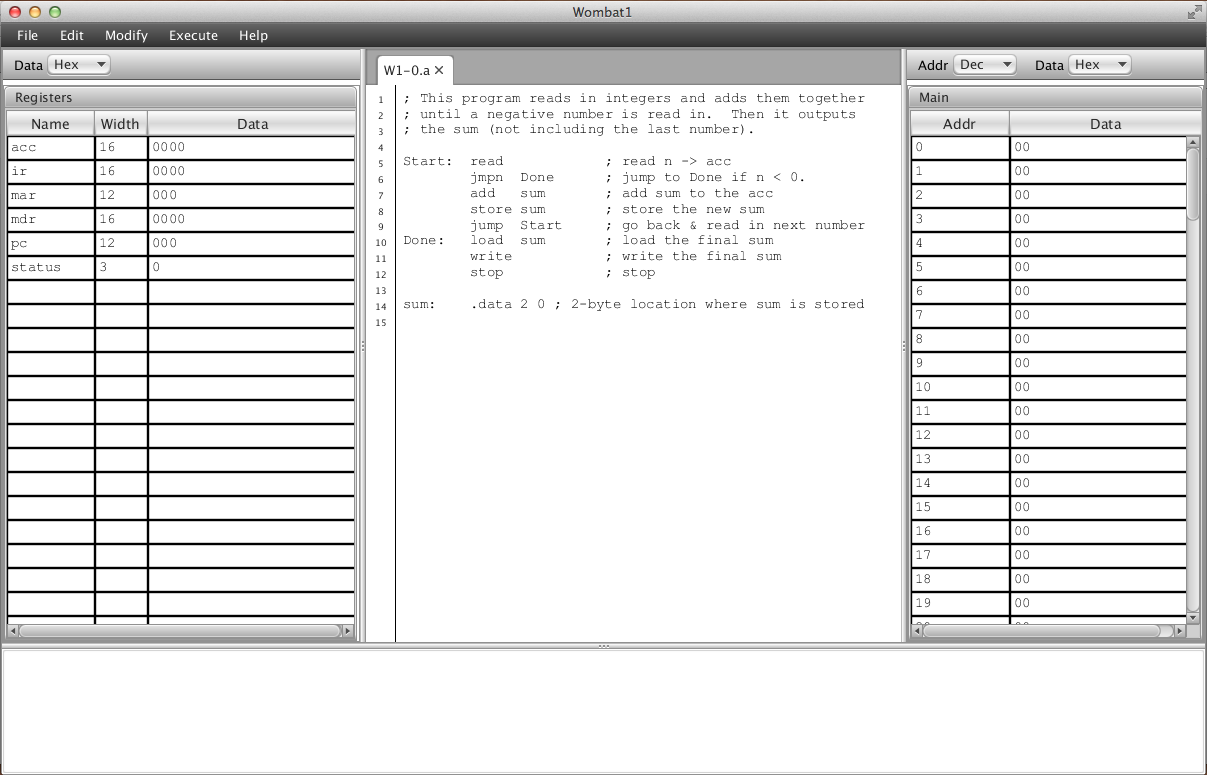 Wombat1
File Edit Modify Execute Help
Data Hex
Registers
Name Width Data
acc 16 0000
ir 16 0000
mar 12 000
mdr 16 0000
pc 12 000
status 3 0
W1-0.a ×
1 ; This program reads in integers and adds them together
2 ; until a negative number is read in.  Then it outputs
3 ; the sum (not including the last number).
4
5 Start:  read            ; read n -> acc
6         jmpn  Done      ; jump to Done if n < 0.
7         add   sum       ; add sum to the acc
8         store sum       ; store the new sum
9         jump  Start     ; go back & read in next number
10 Done:   load  sum       ; load the final sum
11         write           ; write the final sum
12         stop            ; stop
13
14 sum:    .data 2 0 ; 2-byte location where sum is stored
15
Addr Dec Data Hex
Main
Addr Data
0 00
1 00
2 00
3 00
4 00
5 00
6 00
7 00
8 00
9 00
10 00
11 00
12 00
13 00
14 00
15 00
16 00
17 00
18 00
19 00